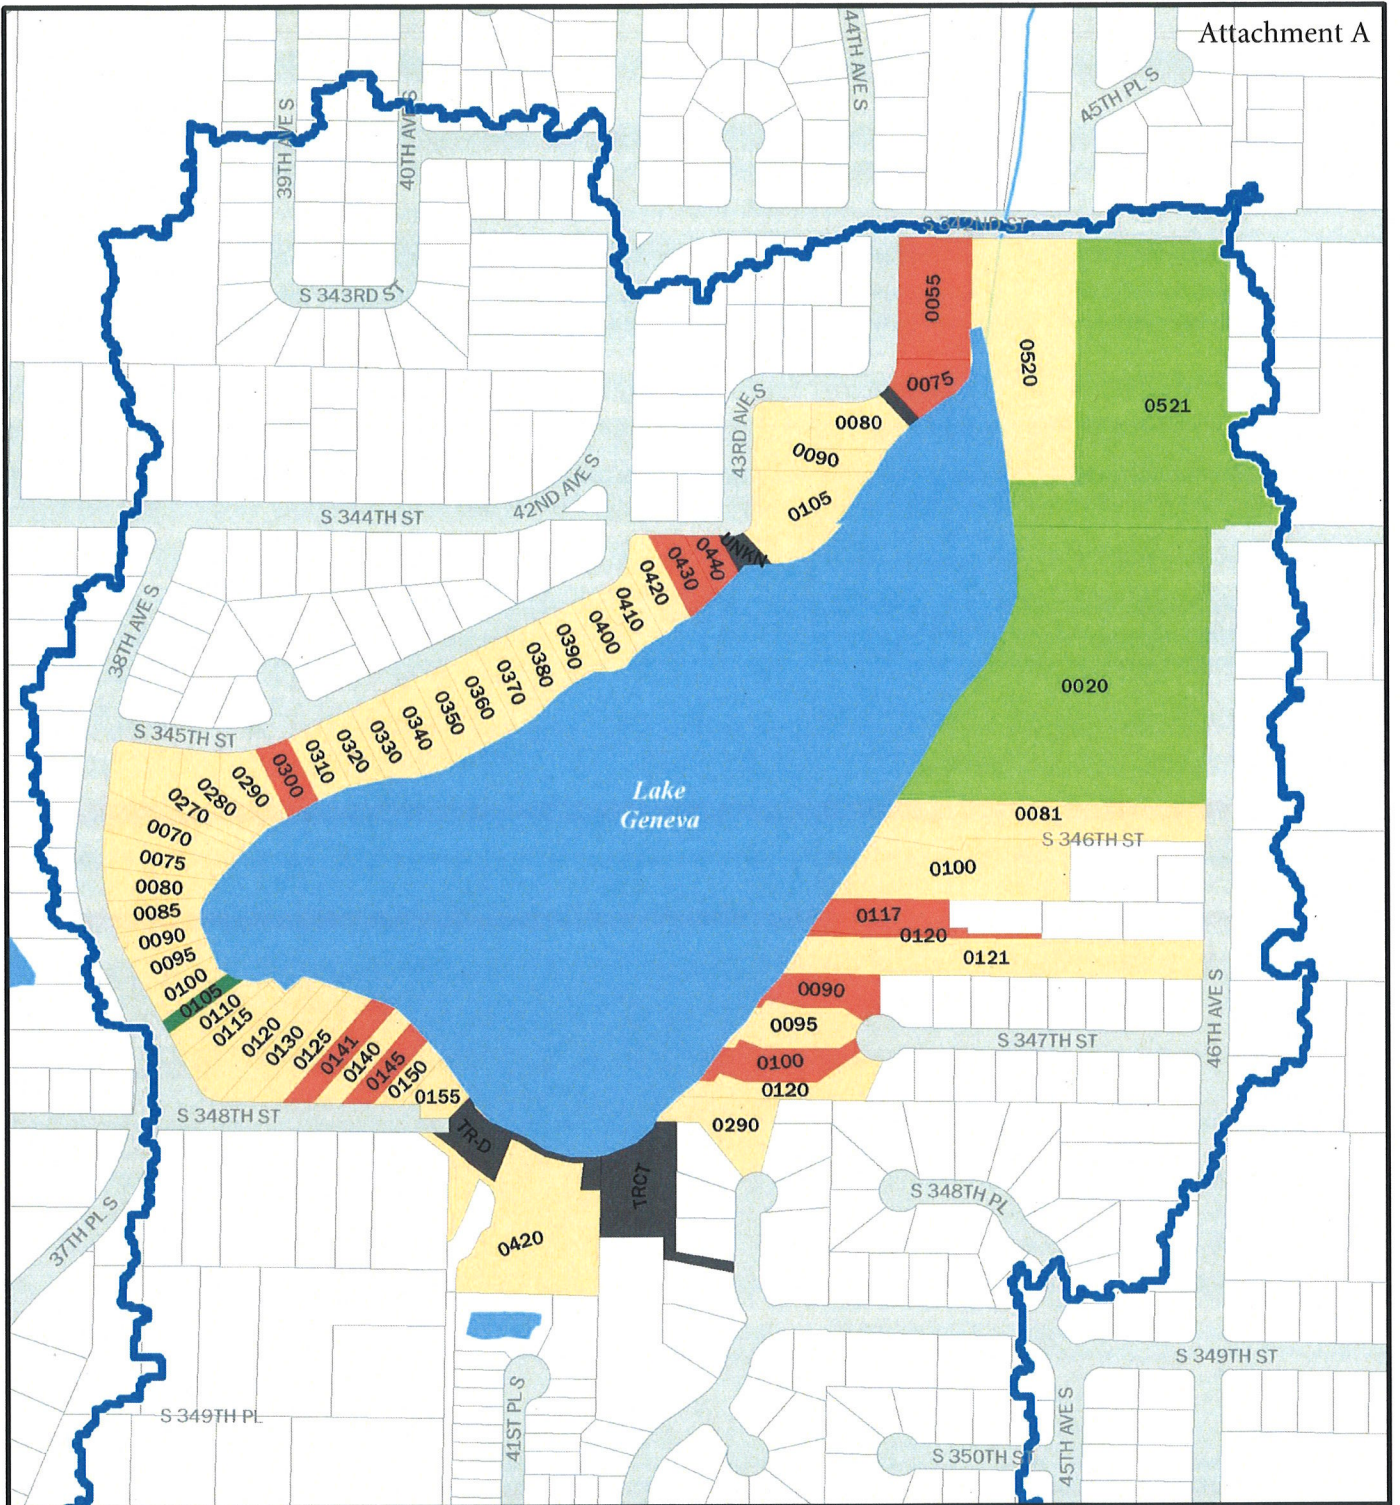 Attachment A
44TH AVE S
45TH PL S
39TH AVE S
40TH AVE S
S 342ND ST
S 343RD ST
0055
0075
0520
0521
43RD AVE S
0080
0090
0105
42ND AVE S
S 344TH ST
UNKN
0440
0430
0420
0410
0400
0390
0380
0370
0360
0350
0340
0330
0320
0310
0300
0290
0280
0270
0070
0075
0080
0085
0090
0095
0100
0105
0110
0115
0120
0130
0125
0141
0140
0145
0150
0155
38TH AVE S
S 345TH ST
Lake
Geneva
0020
0081
S 346TH ST
0100
0117
0120
0121
0090
0095
0100
0120
0290
S 347TH ST
46TH AVE S
S 348TH ST
TR-D
TRCT
0420
37TH PL S
S 348TH PL
S 349TH ST
S 349TH PL
41ST PL S
45TH AVE S
S 350TH ST